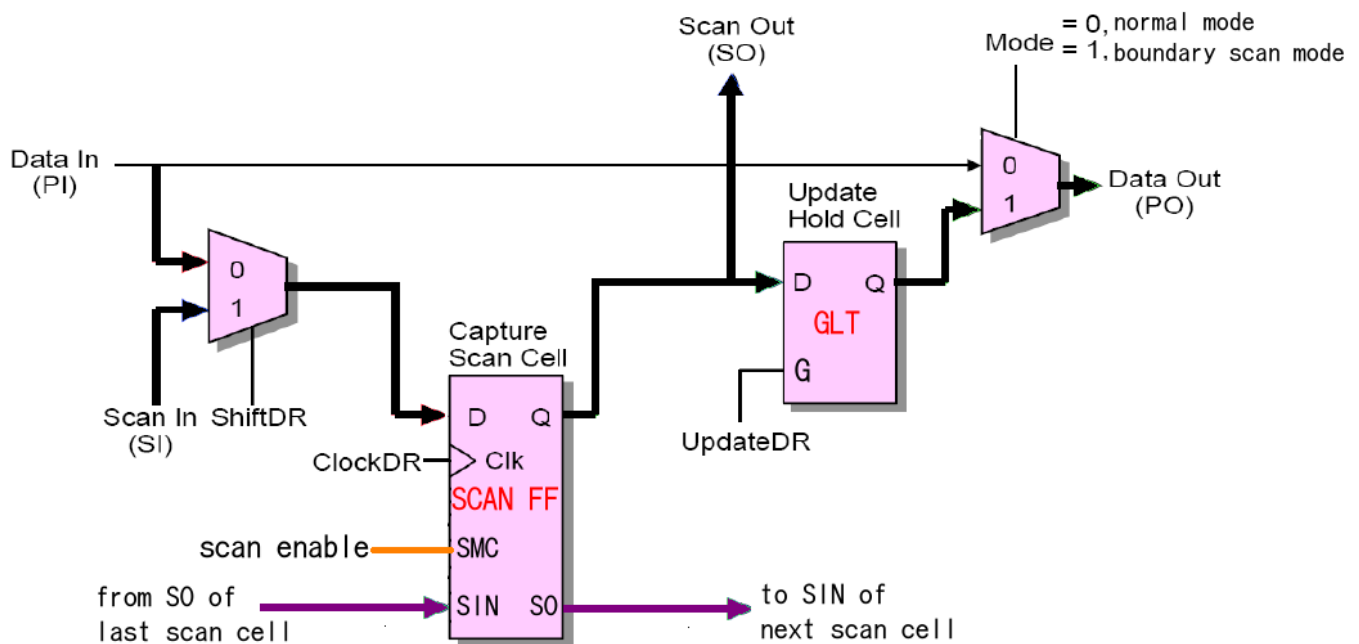 Scan Out
(SO)
Mode
= 0, normal mode
= 1, boundary scan mode
Data In
(PI)
0
1
Data Out
(PO)
Update
Hold Cell
D
Q
GLT
G
UpdateDR
0
1
Scan In
(SI)
ShiftDR
Capture
Scan Cell
D
Q
ClockDR
Clk
SCAN FF
scan enable
SMC
from SO of
last scan cell
SIN
SO
to SIN of
next scan cell